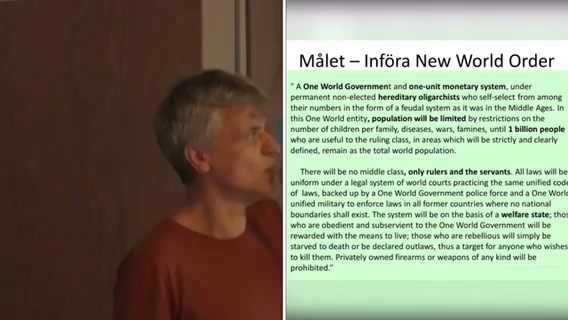 Målet – Införa New World Order
" A One World Government and one-unit monetary system, under
permanent non-elected hereditary oligarchists who self-select from among
their numbers in the form of a feudal system as it was in the Middle Ages. In
this One World entity, population will be limited by restrictions on the
number of children per family, diseases, wars, famines, until 1 billion people
who are useful to the ruling class, in areas which will be strictly and clearly
defined, remain as the total world population.
There will be no middle class, only rulers and the servants. All laws will be
uniform under a legal system of world courts practicing the same unified code
of laws, backed up by a One World Government police force and a One World
unified military to enforce laws in all former countries where no national
boundaries shall exist. The system will be on the basis of a welfare state; thos
who are obedient and subservient to the One World Government will be
rewarded with the means to live; those who are rebellious will simply be
starved to death or be declared outlaws, thus a target for anyone who wishes
to kill them. Privately owned firearms or weapons of any kind will be
prohibited."